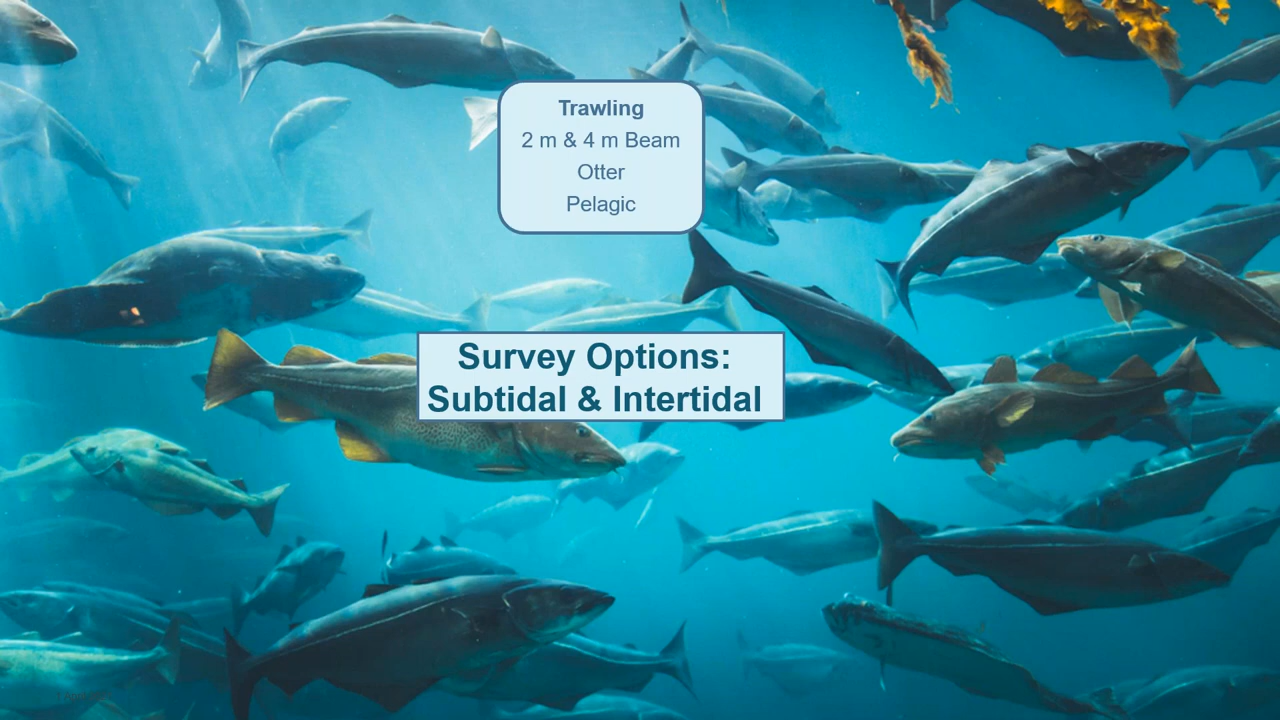 Trawling
2 m & 4 m Beam
Otter
Pelagic
Survey Options:
Subtidal & Intertidal